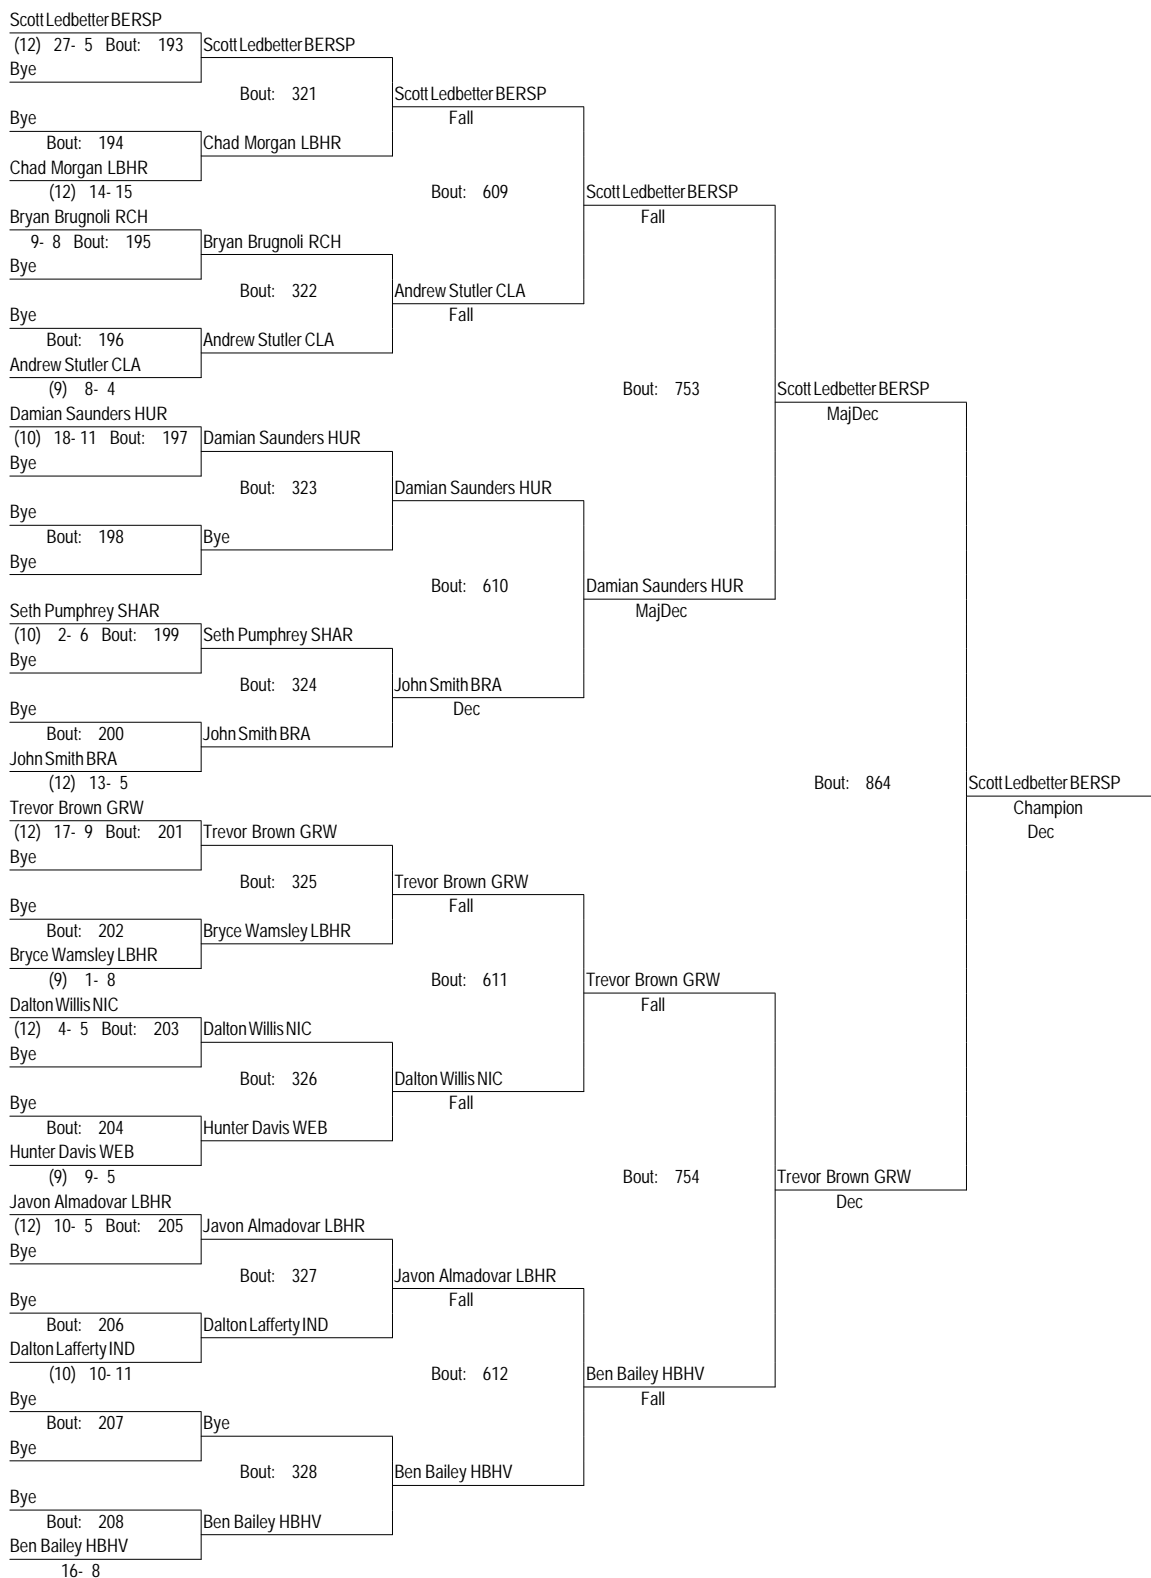 Scott Ledbetter BERSP
(12) 27- 5 Bout: 193 Scott Ledbetter BERSP
Bye
Bout: 321 Scott Ledbetter BERSP
Bye Fall
Bout: 194 Chad Morgan LBHR
Chad Morgan LBHR
(12) 14- 15 Bout: 609 Scott Ledbetter BERSP
Bryan Brugnoli RCH Fall
9- 8 Bout: 195 Bryan Brugnoli RCH
Bye
Bout: 322 Andrew Stutler CLA
Bye Fall
Bout: 196 Andrew Stutler CLA
Andrew Stutler CLA
(9) 8- 4 Bout: 753 Scott Ledbetter BERSP
Damian Saunders HUR MajDec
(10) 18- 11 Bout: 197 Damian Saunders HUR
Bye
Bout: 323 Damian Saunders HUR
Bye
Bout: 198 Bye
Bye
Bout: 610 Damian Saunders HUR
Seth Pumphrey SHAR MajDec
(10) 2- 6 Bout: 199 Seth Pumphrey SHAR
Bye
Bout: 324 John Smith BRA
Bye Dec
Bout: 200 John Smith BRA
John Smith BRA
(12) 13- 5 Bout: 864 Scott Ledbetter BERSP
Trevor Brown GRW Champion
(12) 17- 9 Bout: 201 Trevor Brown GRW Dec
Bye
Bout: 325 Trevor Brown GRW
Bye Fall
Bout: 202 Bryce Wamsley LBHR
Bryce Wamsley LBHR
(9) 1- 8 Bout: 611 Trevor Brown GRW
Dalton Willis NIC Fall
(12) 4- 5 Bout: 203 Dalton Willis NIC
Bye
Bout: 326 Dalton Willis NIC
Bye Fall
Bout: 204 Hunter Davis WEB
Hunter Davis WEB
(9) 9- 5 Bout: 754 Trevor Brown GRW
Javon Almadovar LBHR Dec
(12) 10- 5 Bout: 205 Javon Almadovar LBHR
Bye
Bout: 327 Javon Almadovar LBHR
Bye Fall
Bout: 206 Dalton Lafferty IND
Dalton Lafferty IND
(10) 10- 11 Bout: 612 Ben Bailey HBHV
Bye Fall
Bout: 207 Bye
Bye
Bout: 328 Ben Bailey HBHV
Bye
Bout: 208 Ben Bailey HBHV
Ben Bailey HBHV
16- 8